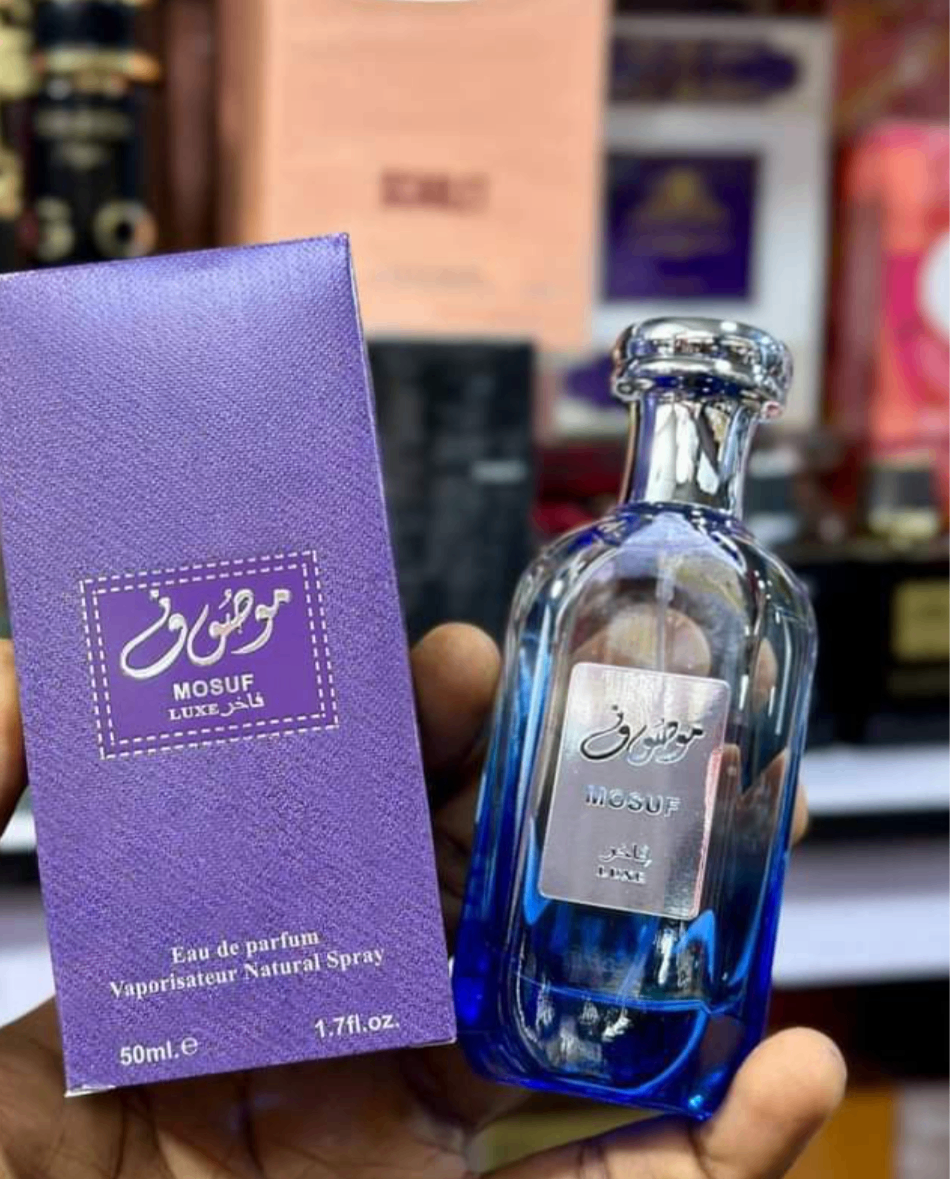 موصوف
MOSUF
LUXE فاخر
Eau de parfum
Vaporisateur Natural Spray
50ml.e
1.7fl.oz.
موصوف
MOSUF
فاخر
LUXE